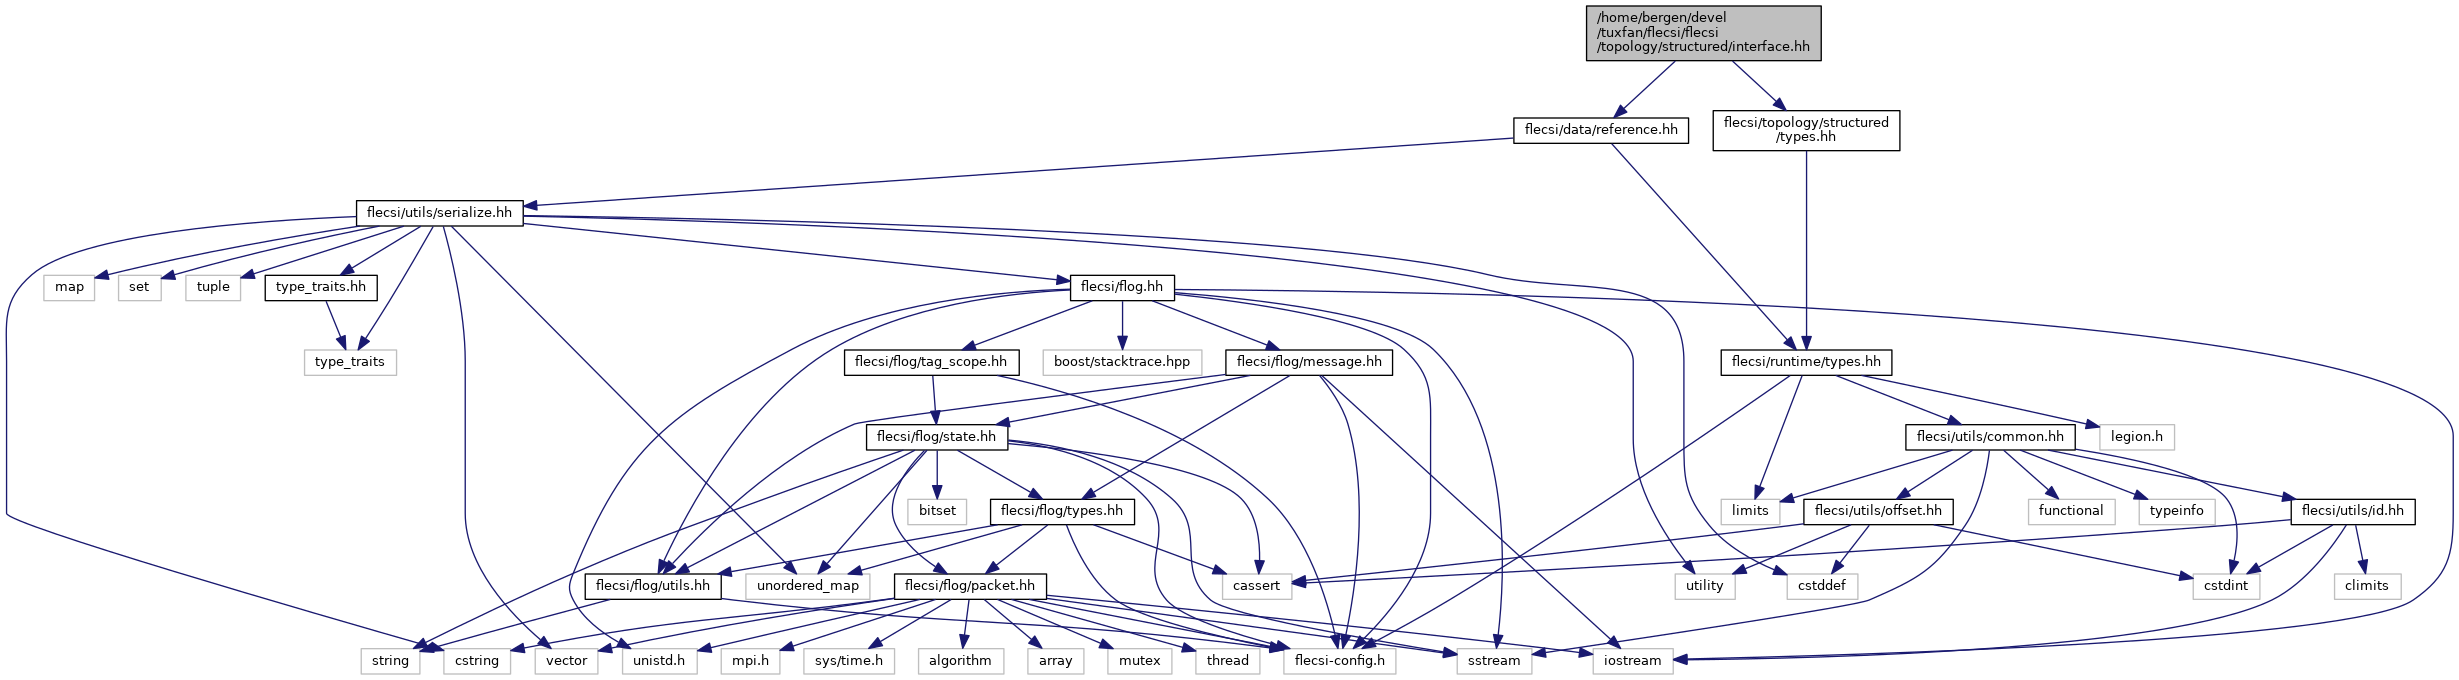 /home/bergen/devel
/tuxfan/flecsi/flecsi
/topology/structured/interface.hh
flecsi/data/reference.hh
flecsi/topology/structured
/types.hh
flecsi/utils/serialize.hh
map
set
tuple
type_traits.hh
flecsi/flog.hh
type_traits
flecsi/flog/tag_scope.hh
boost/stacktrace.hpp
flecsi/flog/message.hh
flecsi/runtime/types.hh
flecsi/flog/state.hh
flecsi/utils/common.hh
legion.h
bitset
flecsi/flog/types.hh
limits
flecsi/utils/offset.hh
functional
typeinfo
flecsi/utils/id.hh
flecsi/flog/utils.hh
unordered_map
flecsi/flog/packet.hh
cassert
utility
cstddef
cstdint
climits
string
cstring
vector
unistd.h
mpi.h
sys/time.h
algorithm
array
mutex
thread
flecsi-config.h
sstream
iostream